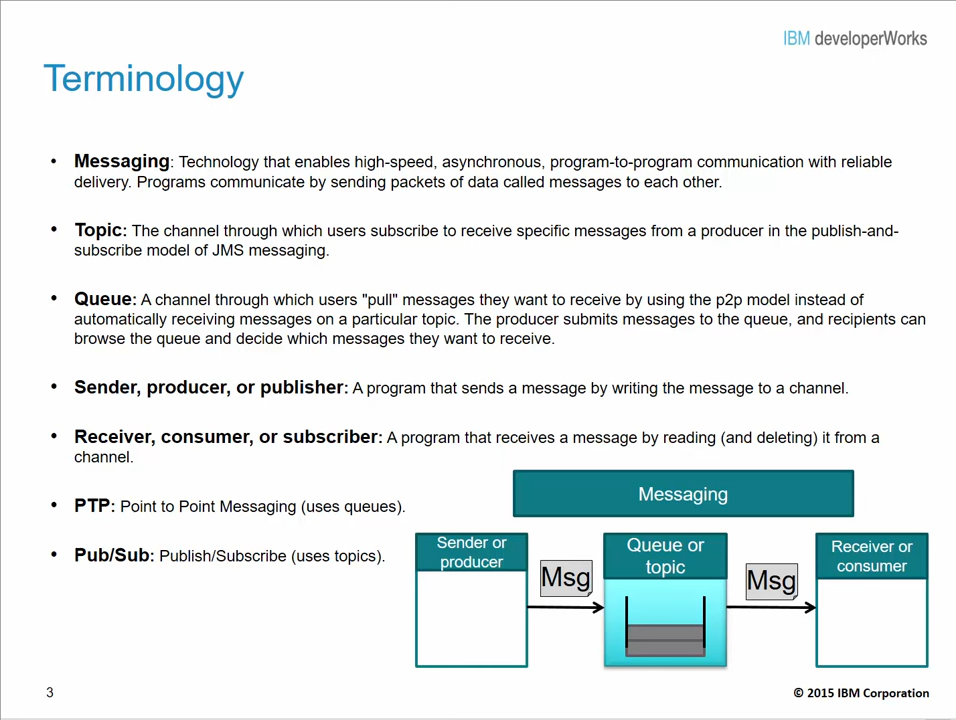 IBM developerWorks
Terminology
• Messaging: Technology that enables high-speed, asynchronous, program-to-program communication with reliable
delivery. Programs communicate by sending packets of data called messages to each other.
• Topic: The channel through which users subscribe to receive specific messages from a producer in the publish-and-
subscribe model of JMS messaging.
• Queue: A channel through which users "pull" messages they want to receive by using the p2p model instead of
automatically receiving messages on a particular topic. The producer submits messages to the queue, and recipients can
browse the queue and decide which messages they want to receive.
• Sender, producer, or publisher: A program that sends a message by writing the message to a channel.
• Receiver, consumer, or subscriber: A program that receives a message by reading (and deleting) it from a
channel.
• PTP: Point to Point Messaging (uses queues).
• Pub/Sub: Publish/Subscribe (uses topics).
Messaging
Sender or
producer
Msg
Queue or
topic
Msg
Receiver or
consumer
3
© 2015 IBM Corporation